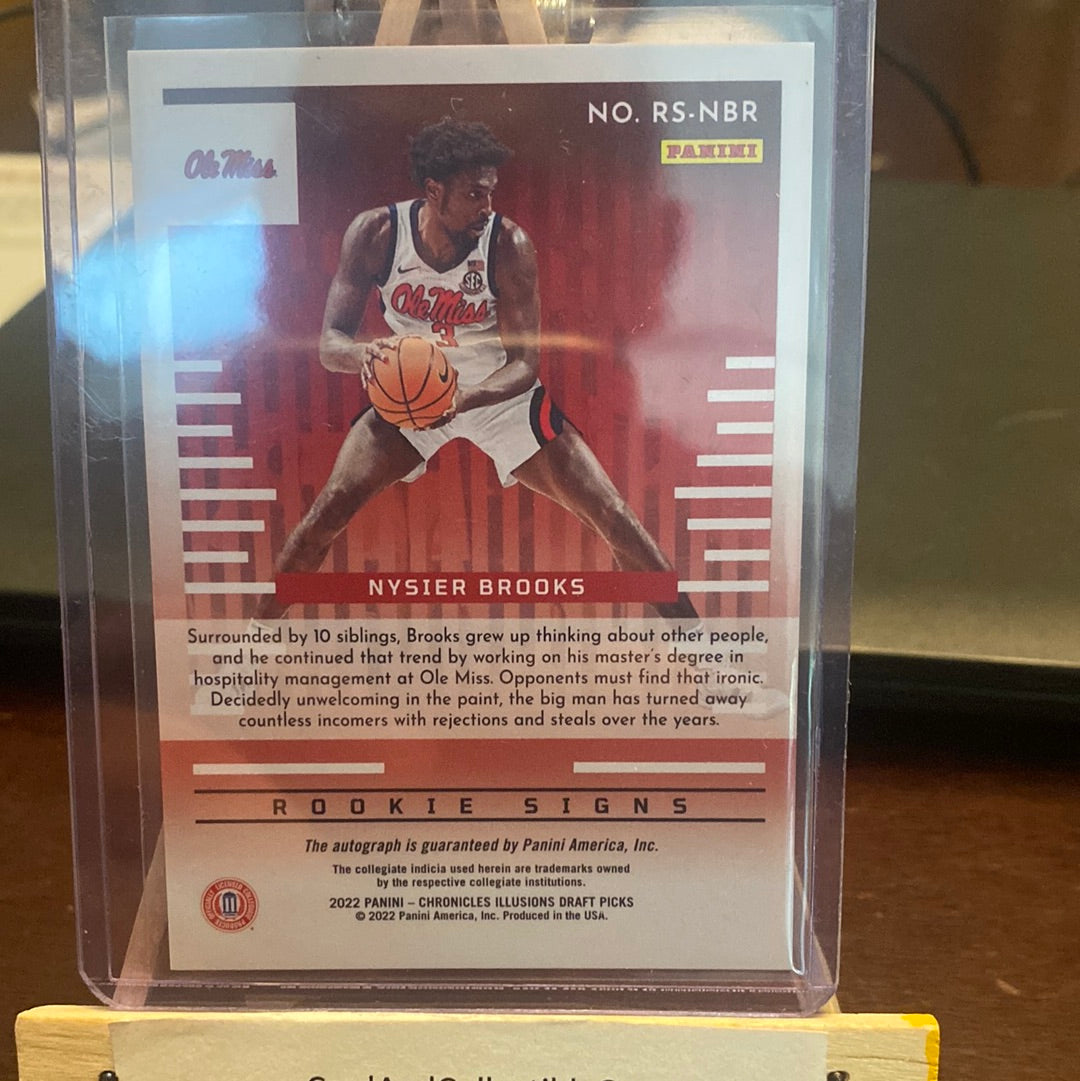 NO. RS-NBR
PANINI
Ole Miss
SEC
Ole Miss
3
NYSIER BROOKS
Surrounded by 10 siblings, Brooks grew up thinking about other people,
and he continued that trend by working on his master's degree in
hospitality management at Ole Miss. Opponents must find that ironic.
Decidedly unwelcoming in the paint, the big man has turned away
countless incomers with rejections and steals over the years.
ROOKIE SIGNS
The autograph is guaranteed by Panini America, Inc.
The collegiate indicia used herein are trademarks owned
by the respective collegiate institutions.
2022 PANINI – CHRONICLES ILLUSIONS DRAFT PICKS
© 2022 Panini America, Inc. Produced in the USA.